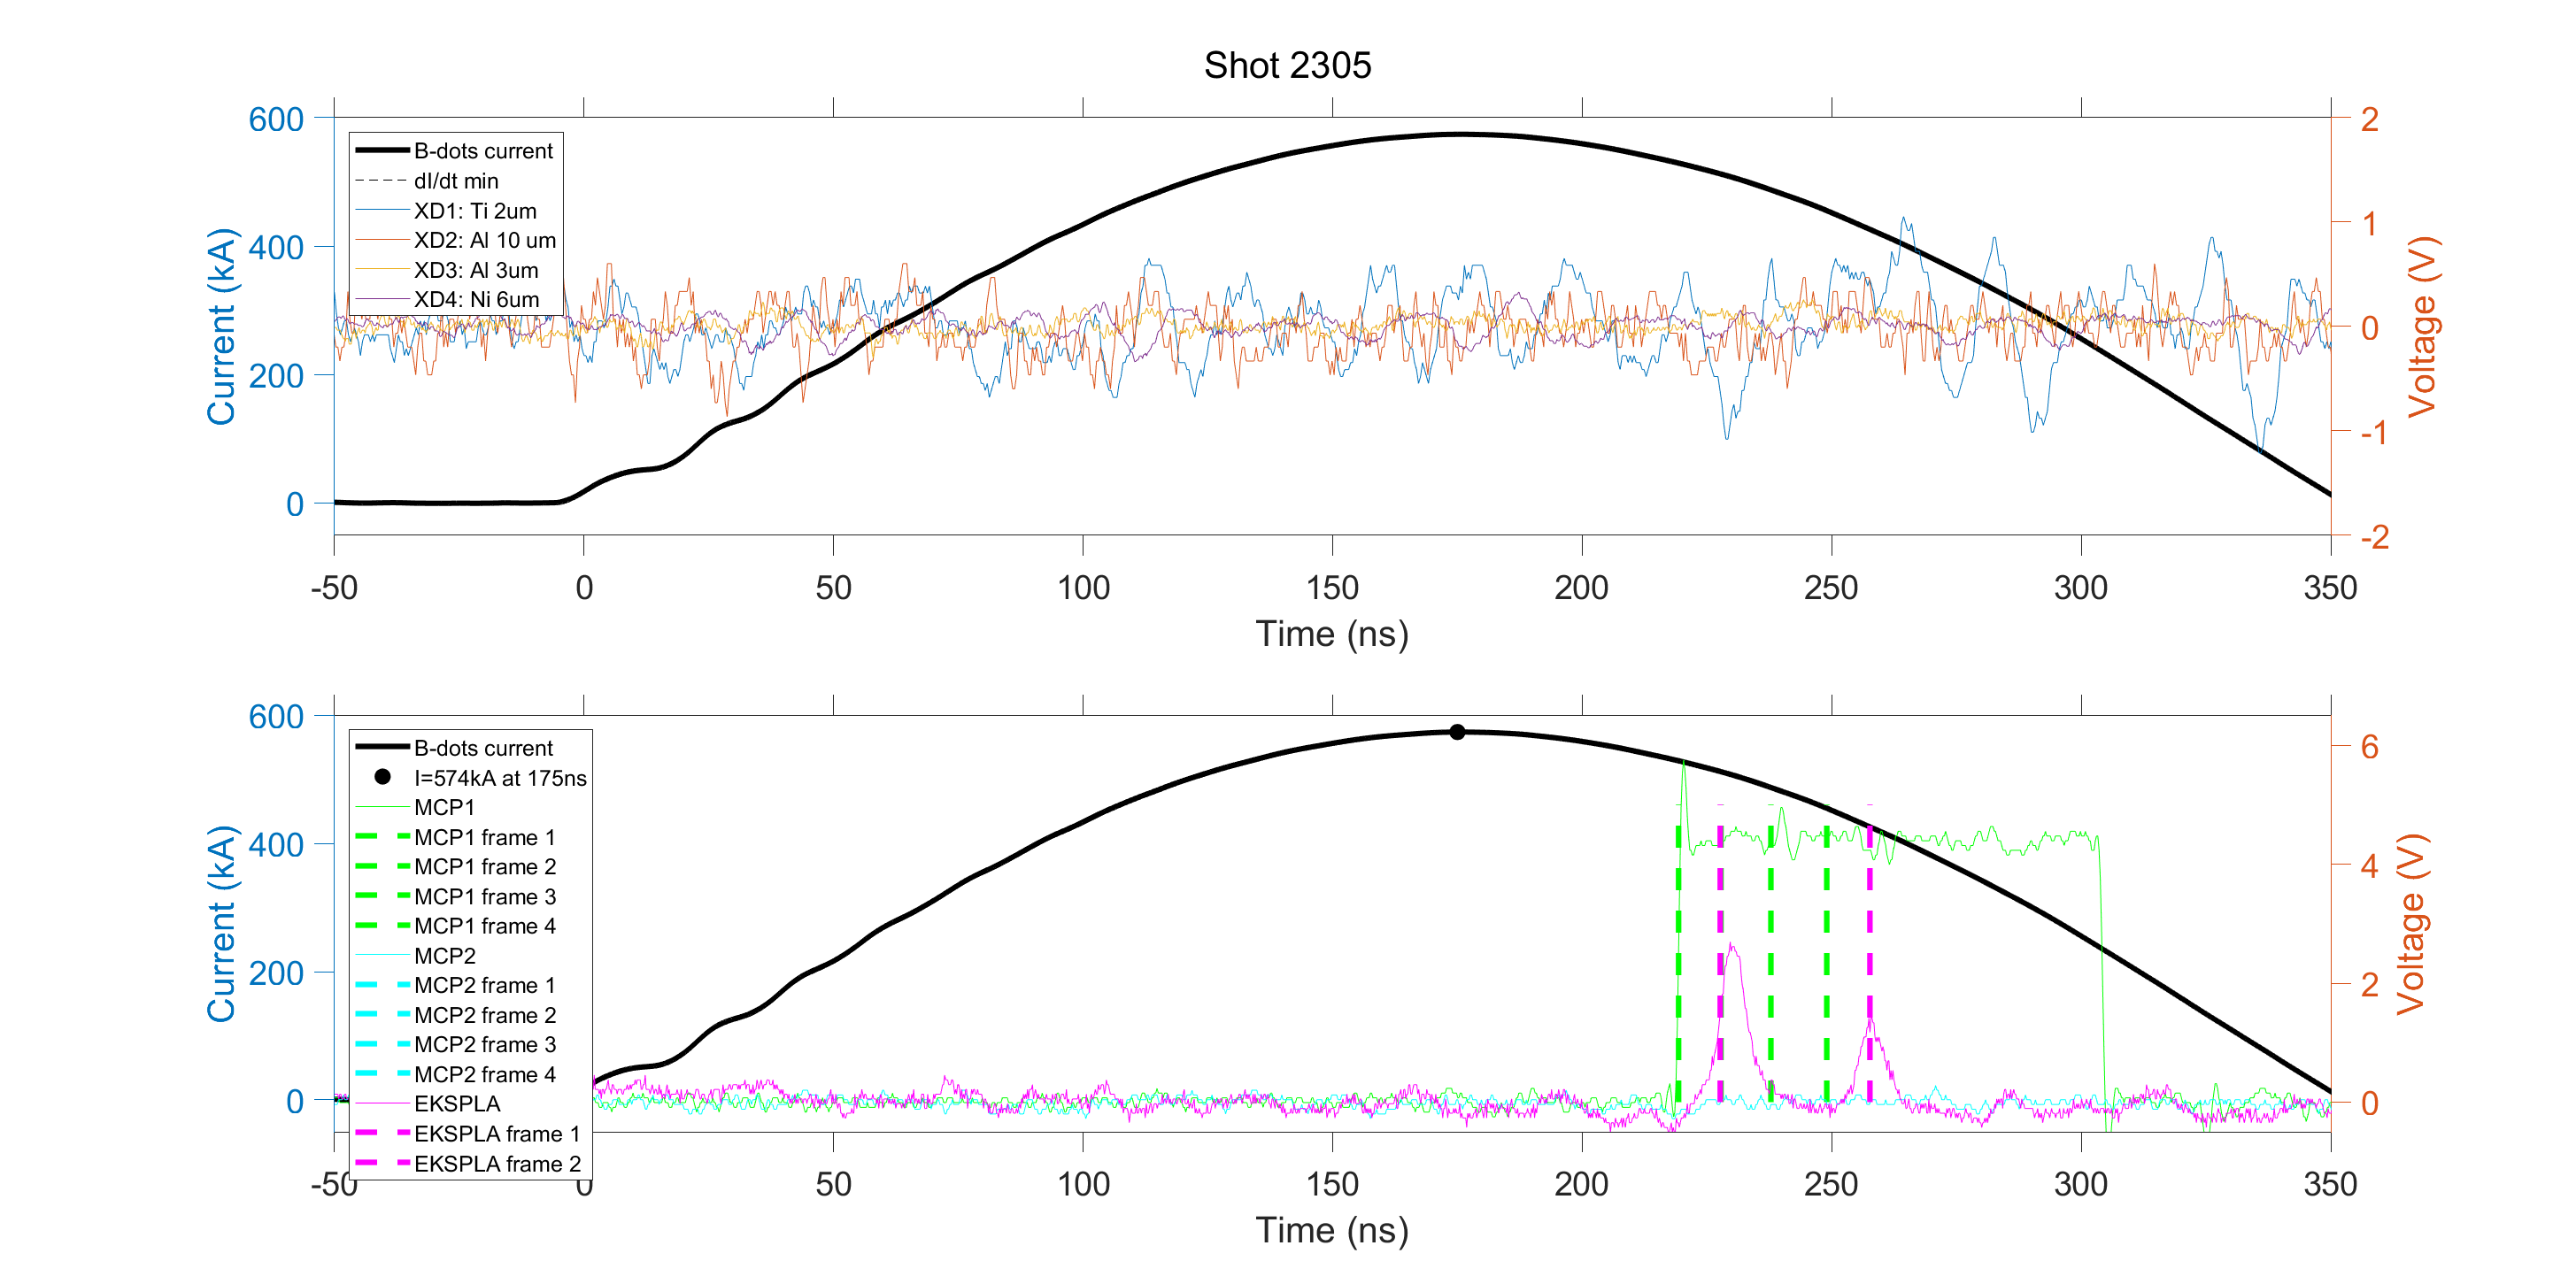 Shot 2305
600
400
200
0
Current (kA)
B-dots current
dI/dt min
XD1: Ti 2um
XD2: Al 10 um
XD3: Al 3um
XD4: Ni 6um
2
1
0
-1
-2
Voltage (V)
-50 0 50 100 150 200 250 300 350
Time (ns)
600
400
200
0
Current (kA)
B-dots current
I=574kA at 175ns
MCP1
MCP1 frame 1
MCP1 frame 2
MCP1 frame 3
MCP1 frame 4
MCP2
MCP2 frame 1
MCP2 frame 2
MCP2 frame 3
MCP2 frame 4
EKSPLA
EKSPLA frame 1
EKSPLA frame 2
6
4
2
0
Voltage (V)
-50 0 50 100 150 200 250 300 350
Time (ns)